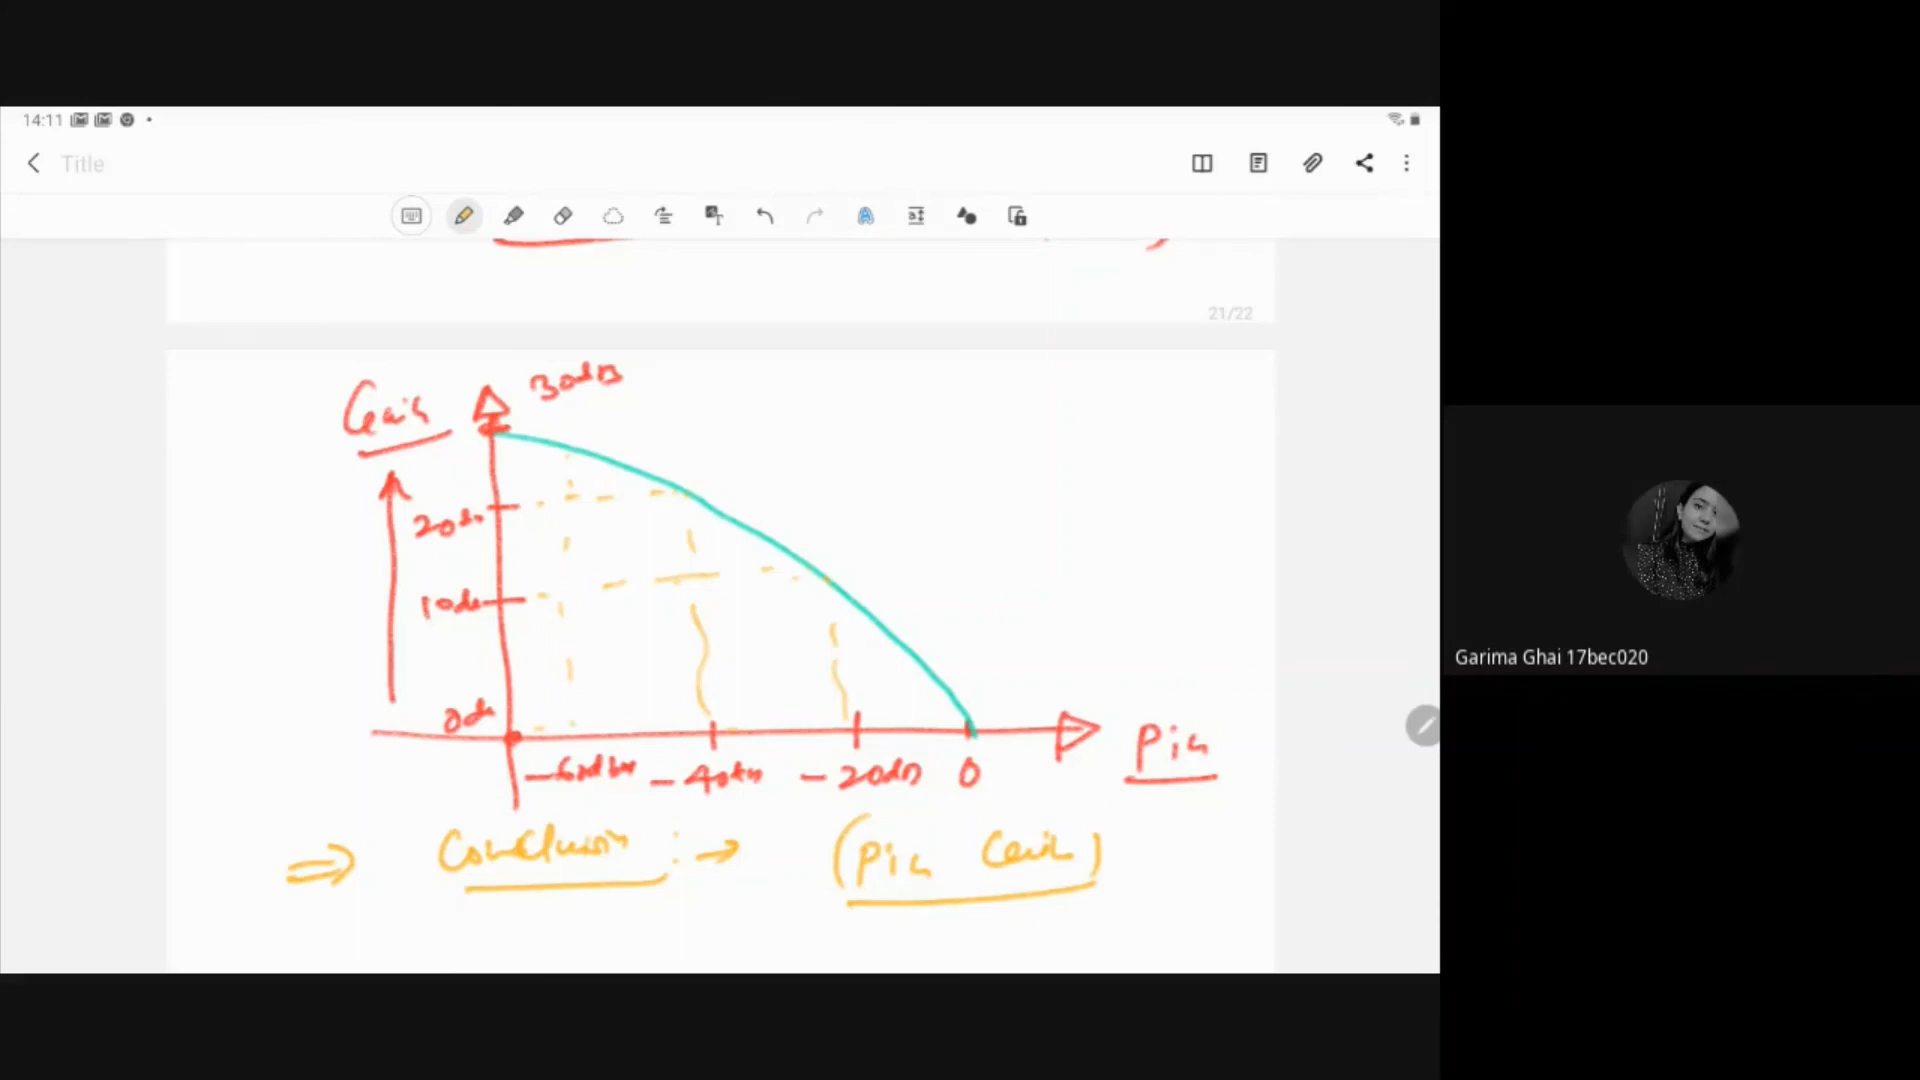 14:11
Title
21/22
Gain
30dB
20dB
10dB
0dB
-60dBm -40dBm -20dB 0
Pin
⇒ Conclusion :→ (Pin Gain)
Garima Ghai 17bec020